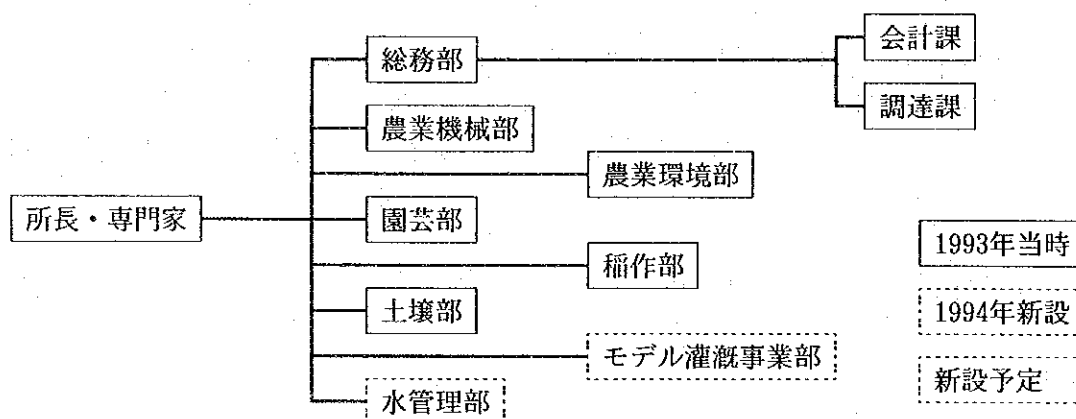 会計課
総務部
調達課
農業機械部
農業環境部
所長・専門家
園芸部
1993年当時
稲作部
1994年新設
土壌部
モデル灌漑事業部
新設予定
水管理部